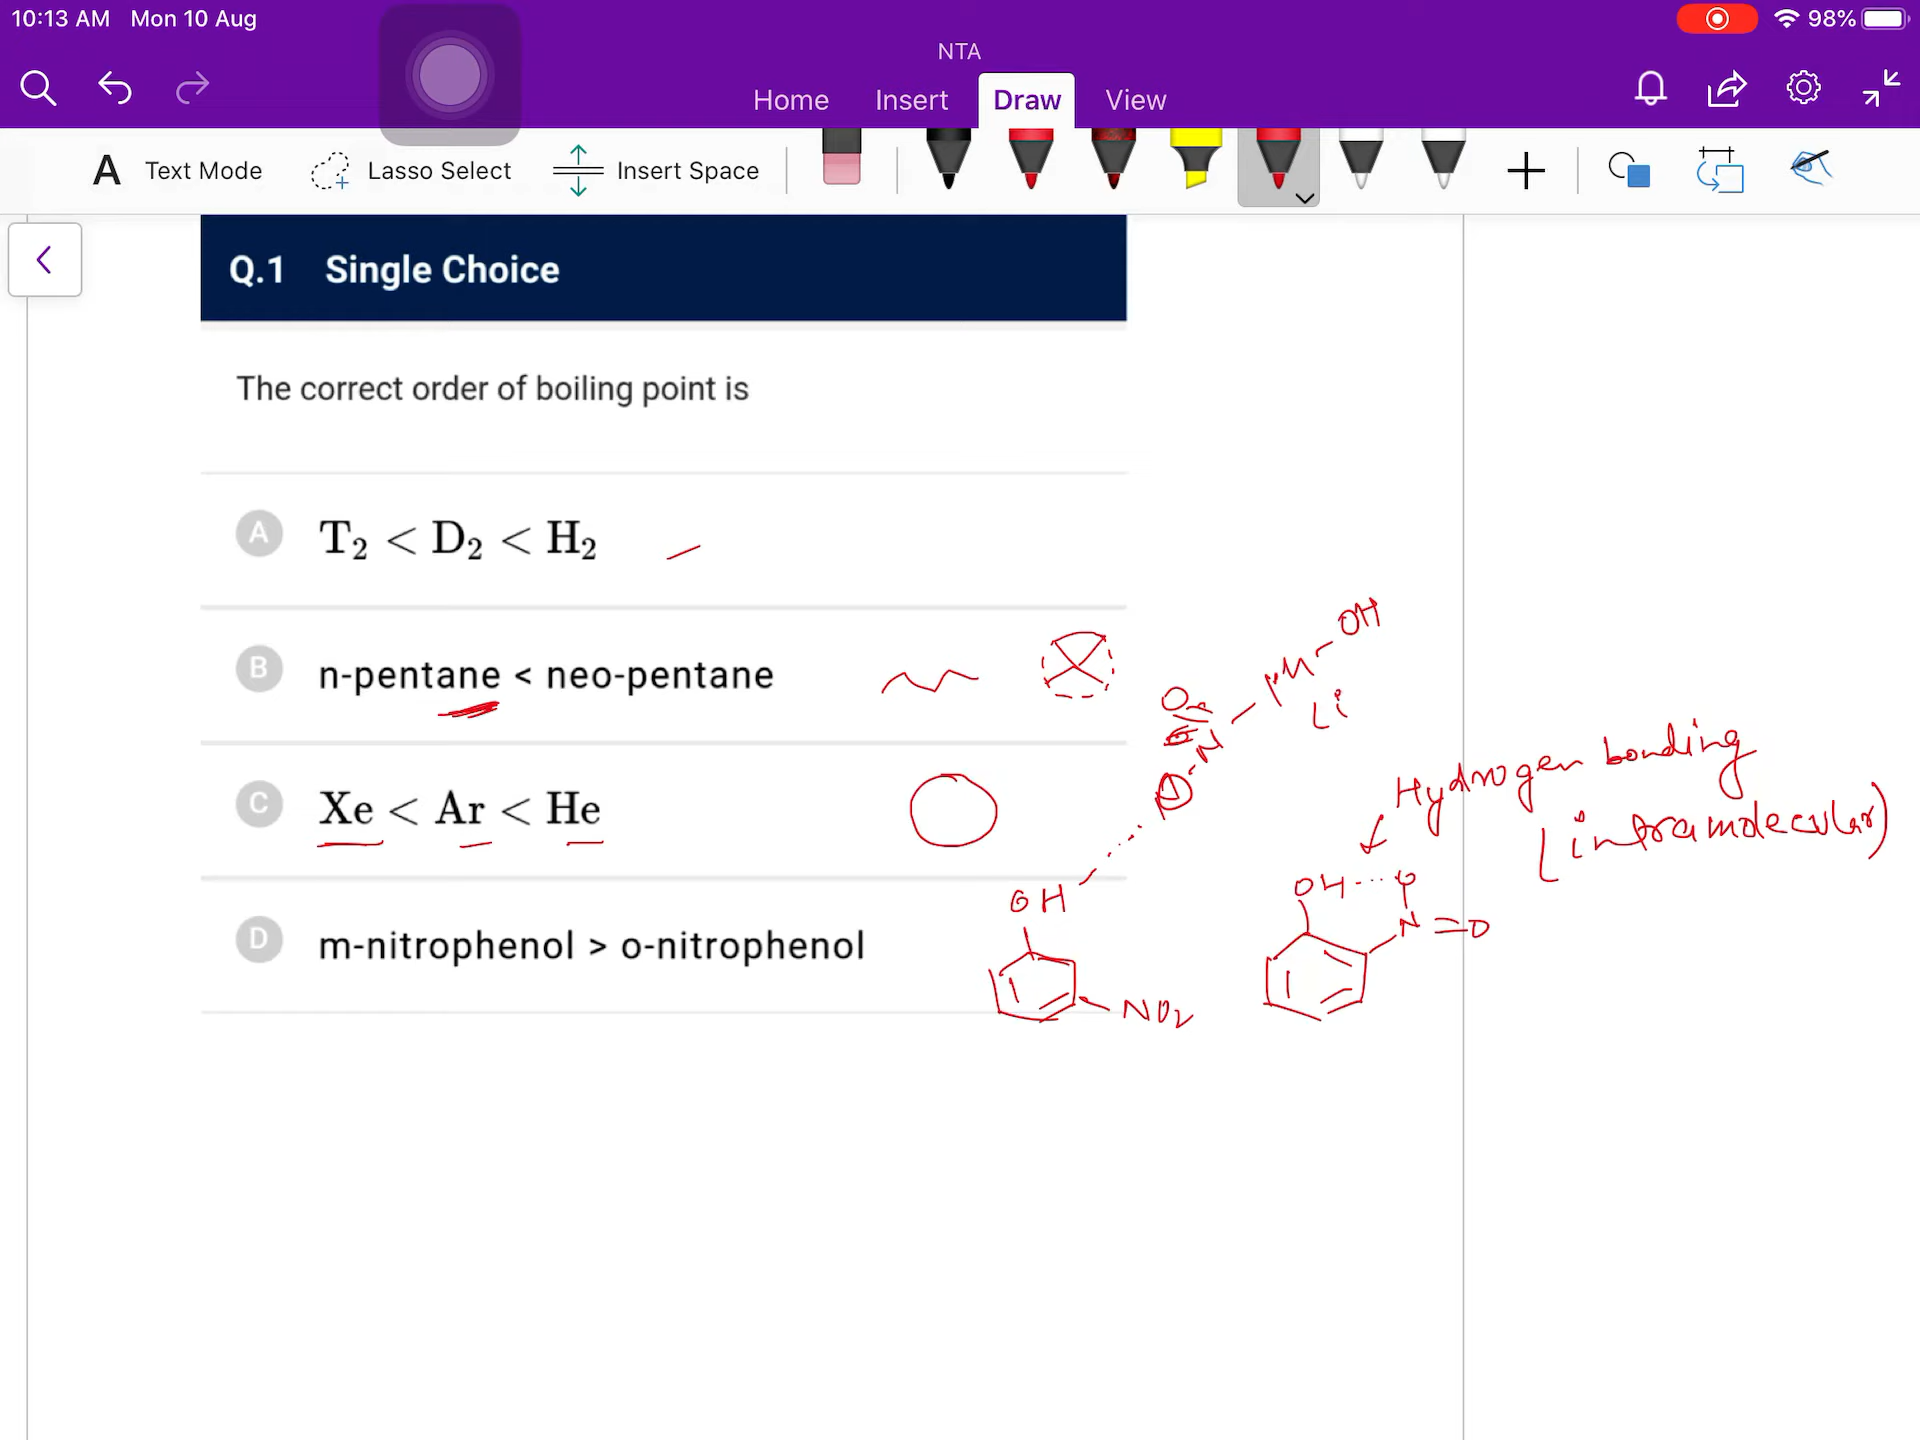 10:13 AM Mon 10 Aug
98%
NTA
Home Insert Draw View
A Text Mode Lasso Select Insert Space
Q.1 Single Choice
The correct order of boiling point is
A T₂ < D₂ < H₂
B n-pentane < neo-pentane
C Xe < Ar < He
D m-nitrophenol > o-nitrophenol
OH
Hydrogen bonding
(intramolecular)
OH
OH O
N=O
NO₂